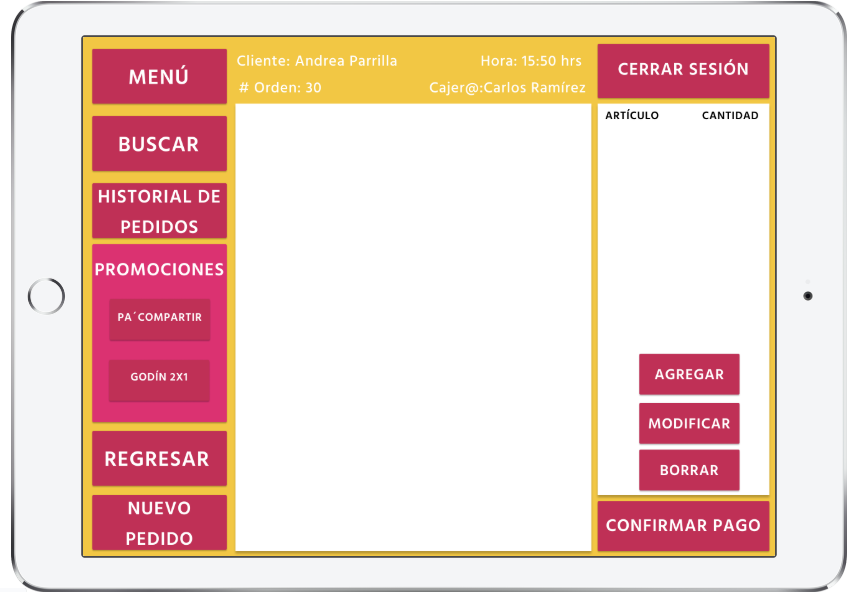 MENÚ
BUSCAR
HISTORIAL DE
PEDIDOS
PROMOCIONES
PA´COMPARTIR
GODÍN 2X1
REGRESAR
NUEVO
PEDIDO
Cliente: Andrea Parrilla
Hora: 15:50 hrs
# Orden: 30
Cajer@:Carlos Ramírez
CERRAR SESIÓN
ARTÍCULO CANTIDAD
AGREGAR
MODIFICAR
BORRAR
CONFIRMAR PAGO